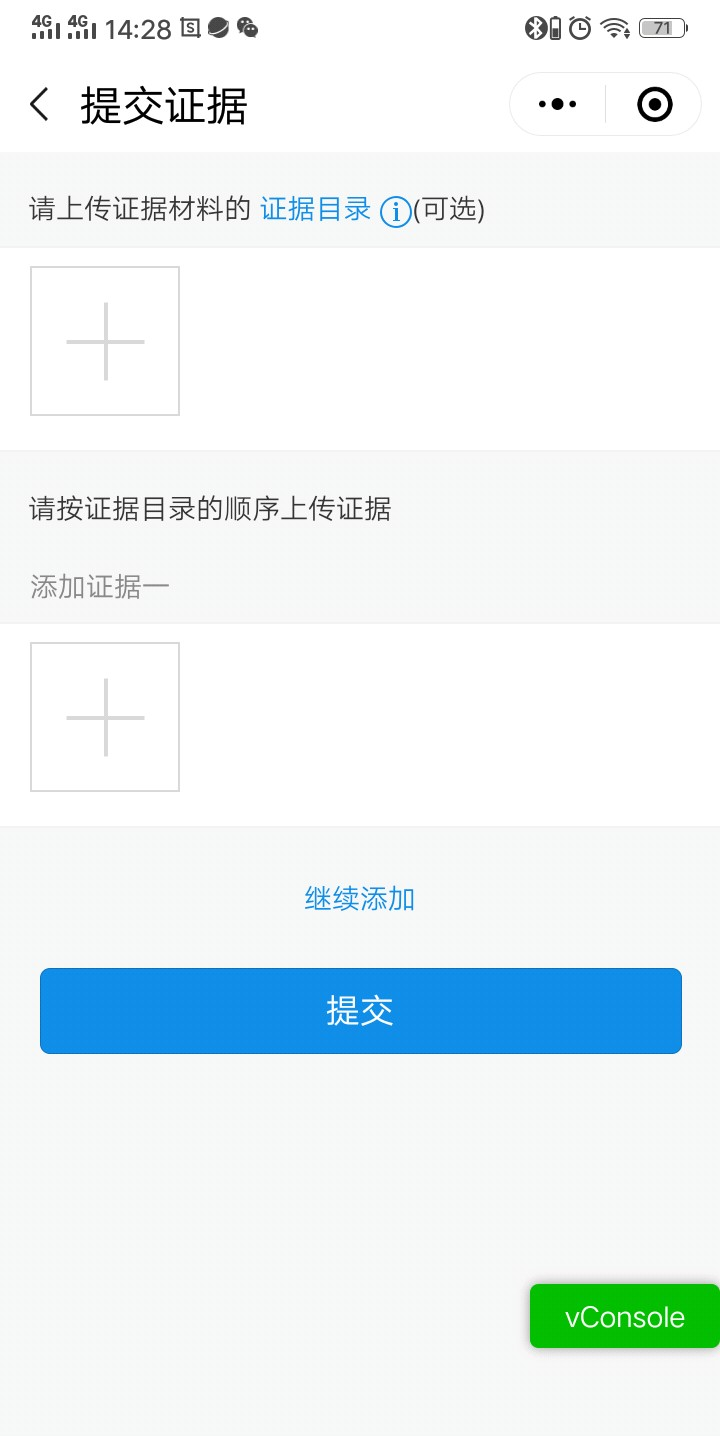 4G 4G 14:28 71
提交证据
请上传证据材料的 证据目录 (可选)
请按证据目录的顺序上传证据
添加证据一
继续添加
提交
vConsole